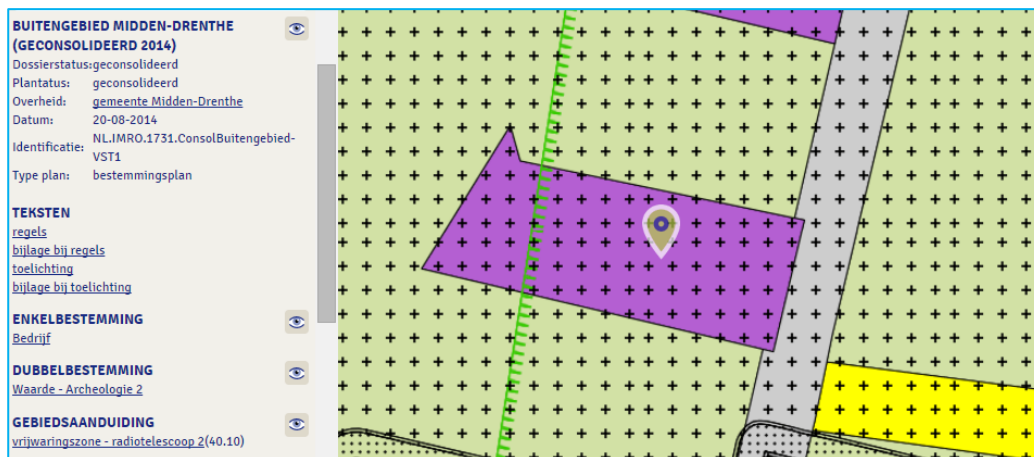 BUITENGEBIED MIDDEN-DRENTHE
(GECONSOLIDEERD 2014)
Dossierstatus:geconsolideerd
Plantatus: geconsolideerd
Overheid: gemeente Midden-Drenthe
Datum: 20-08-2014
Identificatie: NL.IMRO.1731.ConsolBuitengebied-
VST1
Type plan: bestemmingsplan
TEKSTEN
regels
bijlage bij regels
toelichting
bijlage bij toelichting
ENKELBESTEMMING
Bedrijf
DUBBELBESTEMMING
Waarde - Archeologie 2
GEBIEDSAANDUIDING
vrijwaringszone - radiotelescoop 2(40.10)